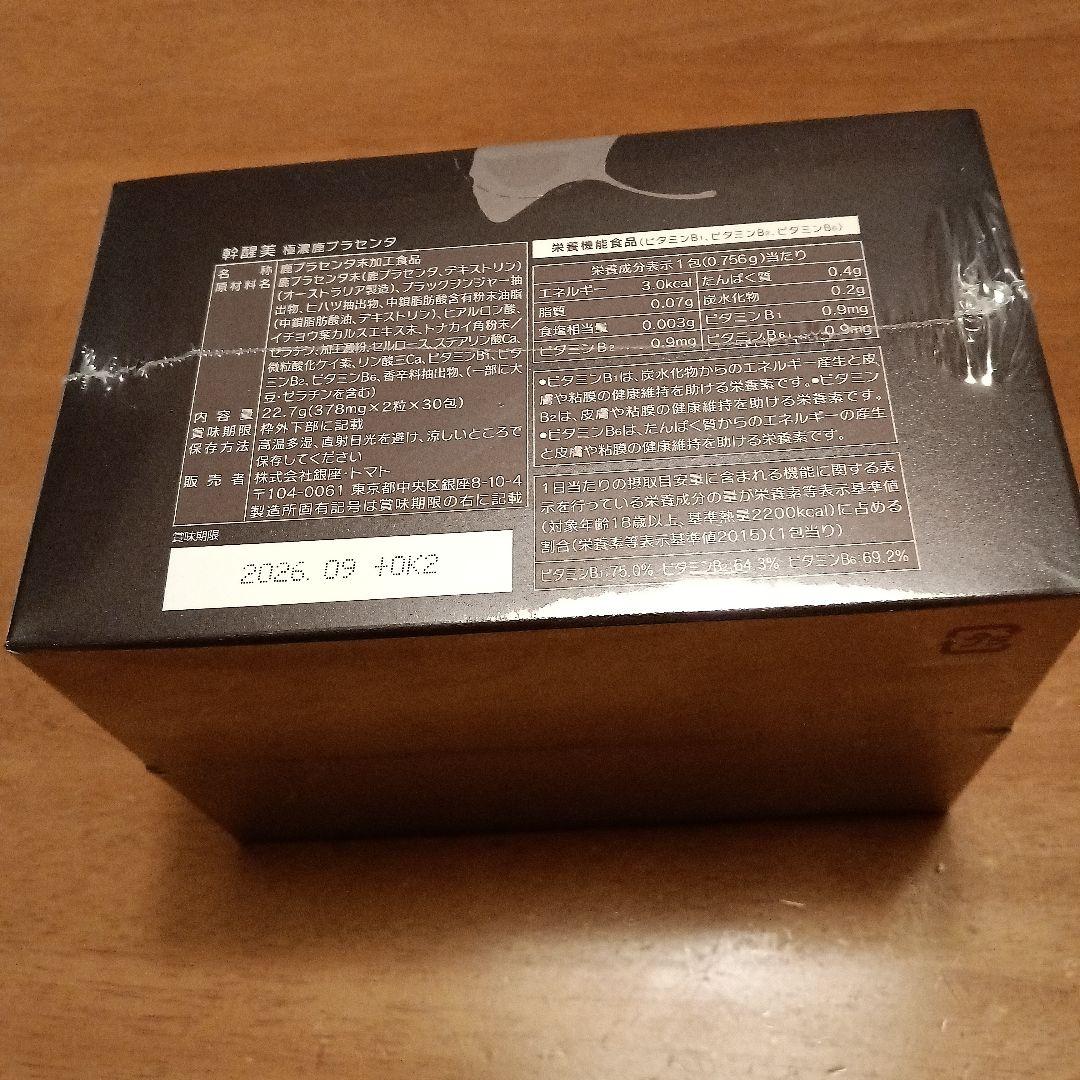 幹醒美 極濃鹿プラセンタ
名称 鹿プラセンタ末加工食品
原材料名 鹿プラセンタ末(鹿プラセンタ、デキストリン)
(オーストラリア製造)、ブラックジンジャー抽
出物、ヒハツ抽出物、中鎖脂肪酸含有粉末油脂
(中鎖脂肪酸油、デキストリン)、ヒアルロン酸、
イチョウ葉カルスエキス末、トナカイ角粉末/
ゼラチン、加工澱粉、セルロース、ステアリン酸Ca、
微粒酸化ケイ素、リン酸三Ca、ビタミンB1、ビタ
ミンB2、ビタミンB6、香辛料抽出物、(一部に大
豆・ゼラチンを含む)
内容量 22.7g(378mg×2粒×30包)
賞味期限 枠外下部に記載
保存方法 高温多湿、直射日光を避け、涼しいところで
保存してください
販売者 株式会社銀座・トマト
〒104-0061 東京都中央区銀座8-10-4
製造所固有記号は賞味期限の右に記載
賞味期限
2026. 09 +OK2
栄養機能食品(ビタミンB1、ビタミンB2、ビタミンB6)
栄養成分表示1包(0.756g)当たり
エネルギー 3.0kcal たんぱく質 0.4g
脂質 0.07g 炭水化物 0.2g
食塩相当量 0.003g ビタミンB1 0.9mg
ビタミンB2 0.9mg ビタミンB6 0.9mg
●ビタミンB1は、炭水化物からのエネルギー産生と皮
膚や粘膜の健康維持を助ける栄養素です。●ビタミン
B2は、皮膚や粘膜の健康維持を助ける栄養素です。
●ビタミンB6は、たんぱく質からのエネルギーの産生
と皮膚や粘膜の健康維持を助ける栄養素です。
1日当たりの摂取目安量に含まれる機能に関する表
示を行っている栄養成分の量が栄養素等表示基準値
(対象年齢18歳以上、基準熱量2200kcal)に占める
割合(栄養素等表示基準値2015)(1包当り)
ビタミンB1:75.0% ビタミンB2:64.3% ビタミンB6:69.2%